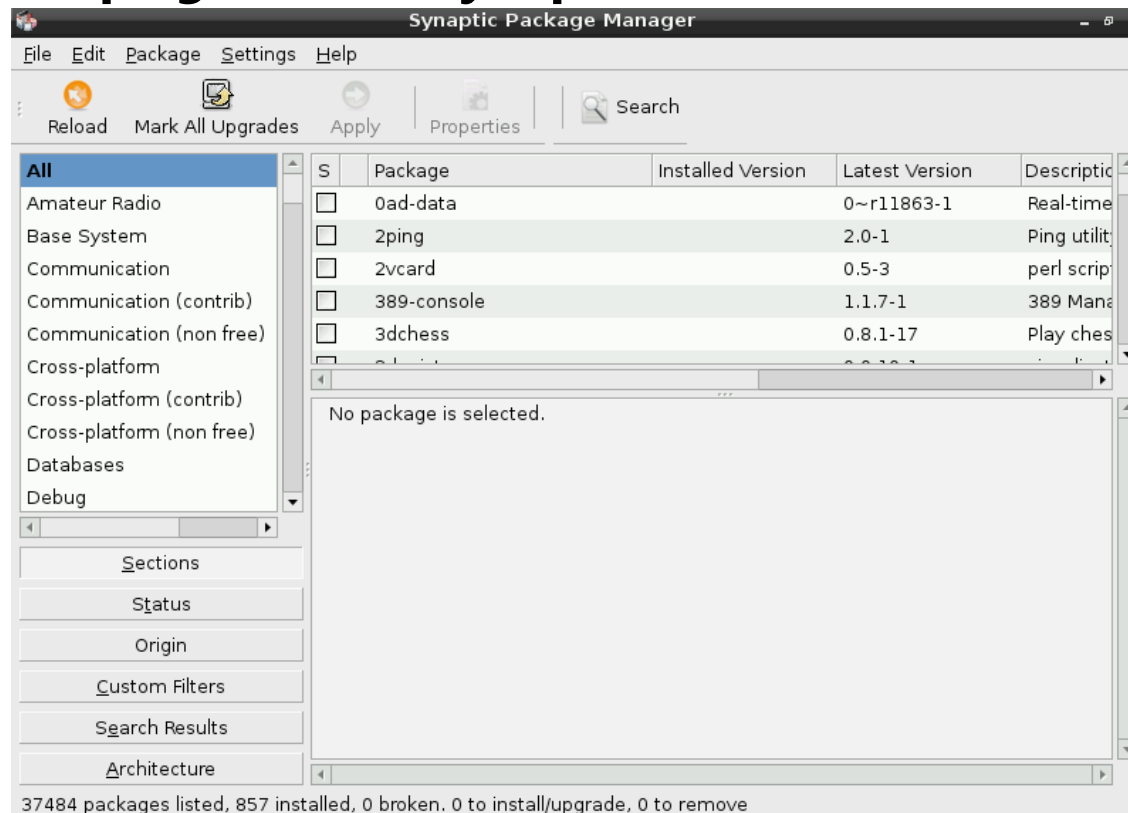 Synaptic Package Manager
File Edit Package Settings Help
Reload Mark All Upgrades Apply Properties Search
All
Amateur Radio
Base System
Communication
Communication (contrib)
Communication (non free)
Cross-platform
Cross-platform (contrib)
Cross-platform (non free)
Databases
Debug
Sections
Status
Origin
Custom Filters
Search Results
Architecture
S Package Installed Version Latest Version Descriptio
0ad-data 0~r11863-1 Real-time
2ping 2.0-1 Ping utilit
2vcard 0.5-3 perl scrip
389-console 1.1.7-1 389 Mana
3dchess 0.8.1-17 Play ches
No package is selected.
37484 packages listed, 857 installed, 0 broken. 0 to install/upgrade, 0 to remove